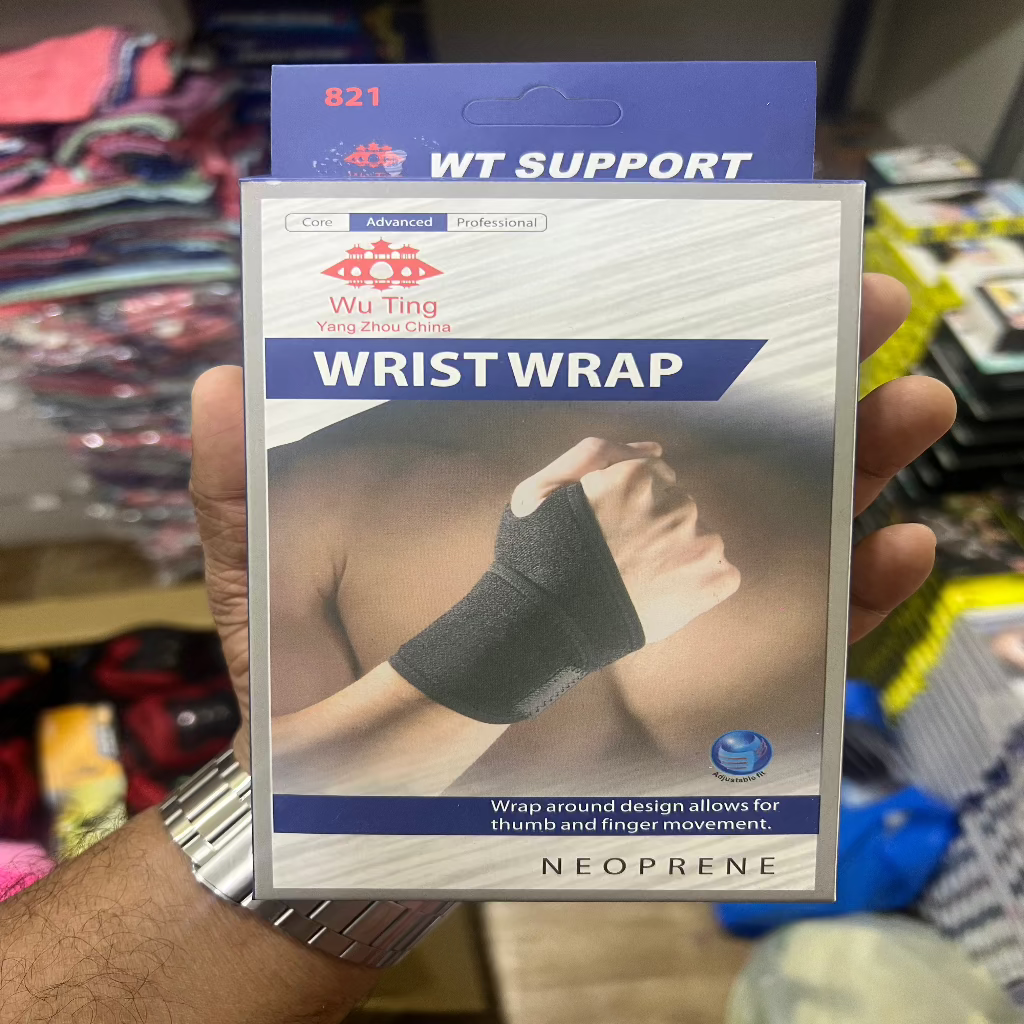 821
WT SUPPORT
Core Advanced Professional
Wu Ting
Yang Zhou China
WRIST WRAP
Adjustable fit
Wrap around design allows for
thumb and finger movement.
NEOPRENE